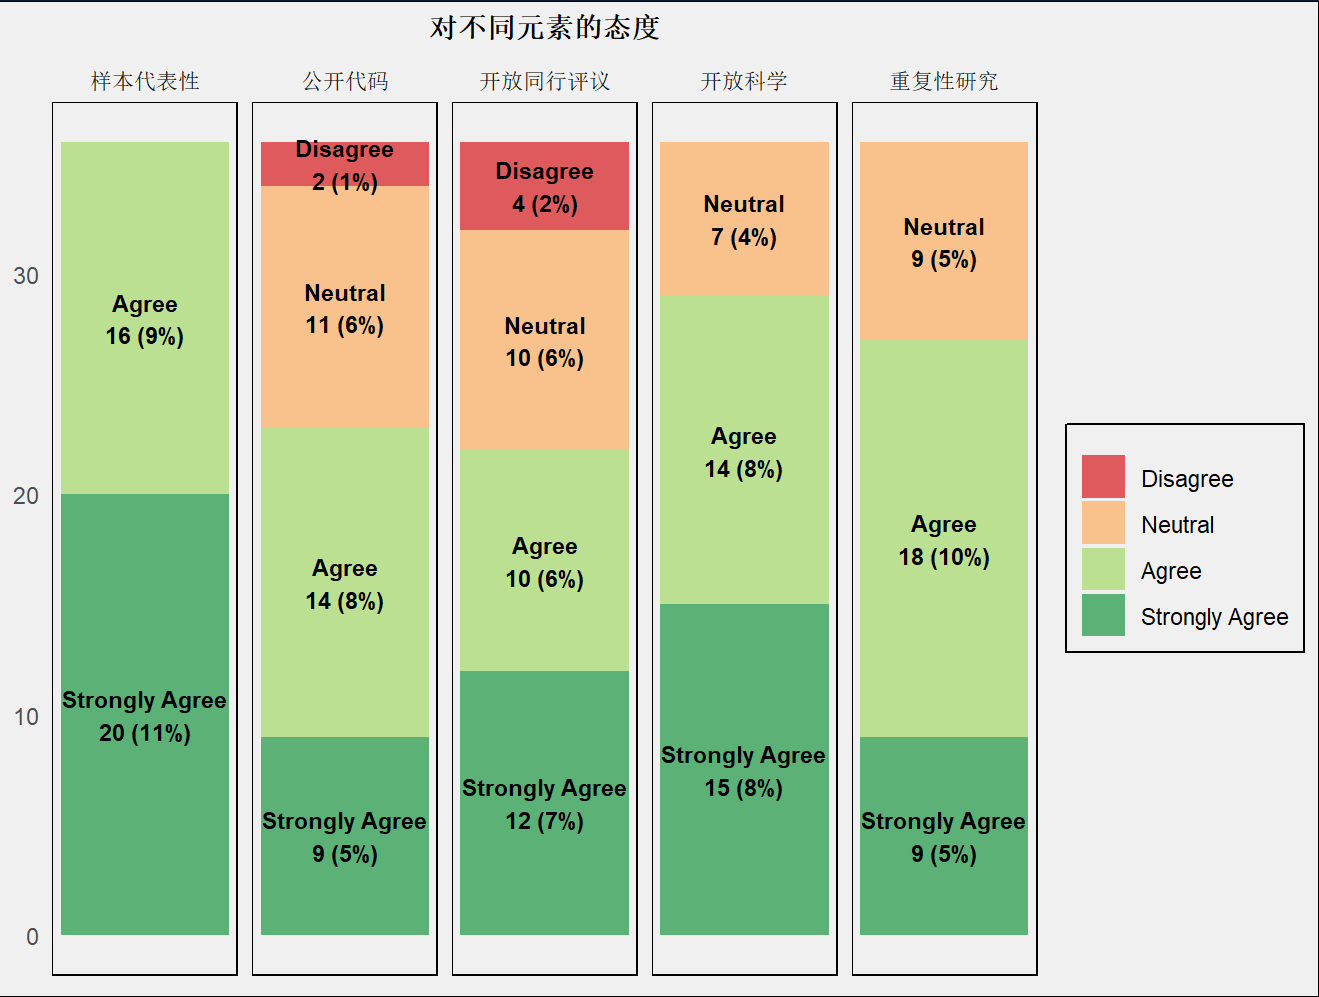 对不同元素的态度
样本代表性
公开代码
开放同行评议
开放科学
重复性研究
30
20
10
0
Agree
16 (9%)
Strongly Agree
20 (11%)
Disagree
2 (1%)
Neutral
11 (6%)
Agree
14 (8%)
Strongly Agree
9 (5%)
Disagree
4 (2%)
Neutral
10 (6%)
Agree
10 (6%)
Strongly Agree
12 (7%)
Neutral
7 (4%)
Agree
14 (8%)
Strongly Agree
15 (8%)
Neutral
9 (5%)
Agree
18 (10%)
Strongly Agree
9 (5%)
Disagree
Neutral
Agree
Strongly Agree